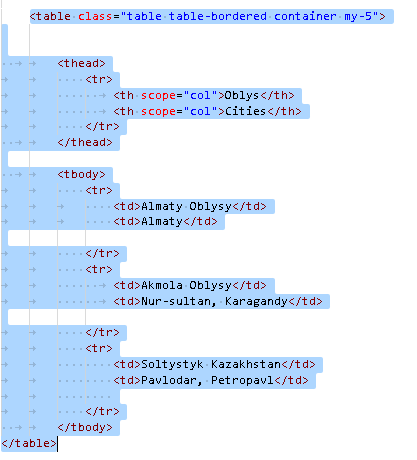 <table class="table table-bordered container my-5">
<thead>
<tr>
<th scope="col">Oblys</th>
<th scope="col">Cities</th>
</tr>
</thead>
<tbody>
<tr>
<td>Almaty Oblysy</td>
<td>Almaty</td>
</tr>
<tr>
<td>Akmola Oblysy</td>
<td>Nur-sultan, Karagandy</td>
</tr>
<tr>
<td>Soltystyk Kazakhstan</td>
<td>Pavlodar, Petropavl</td>
</tr>
</tbody>
</table>